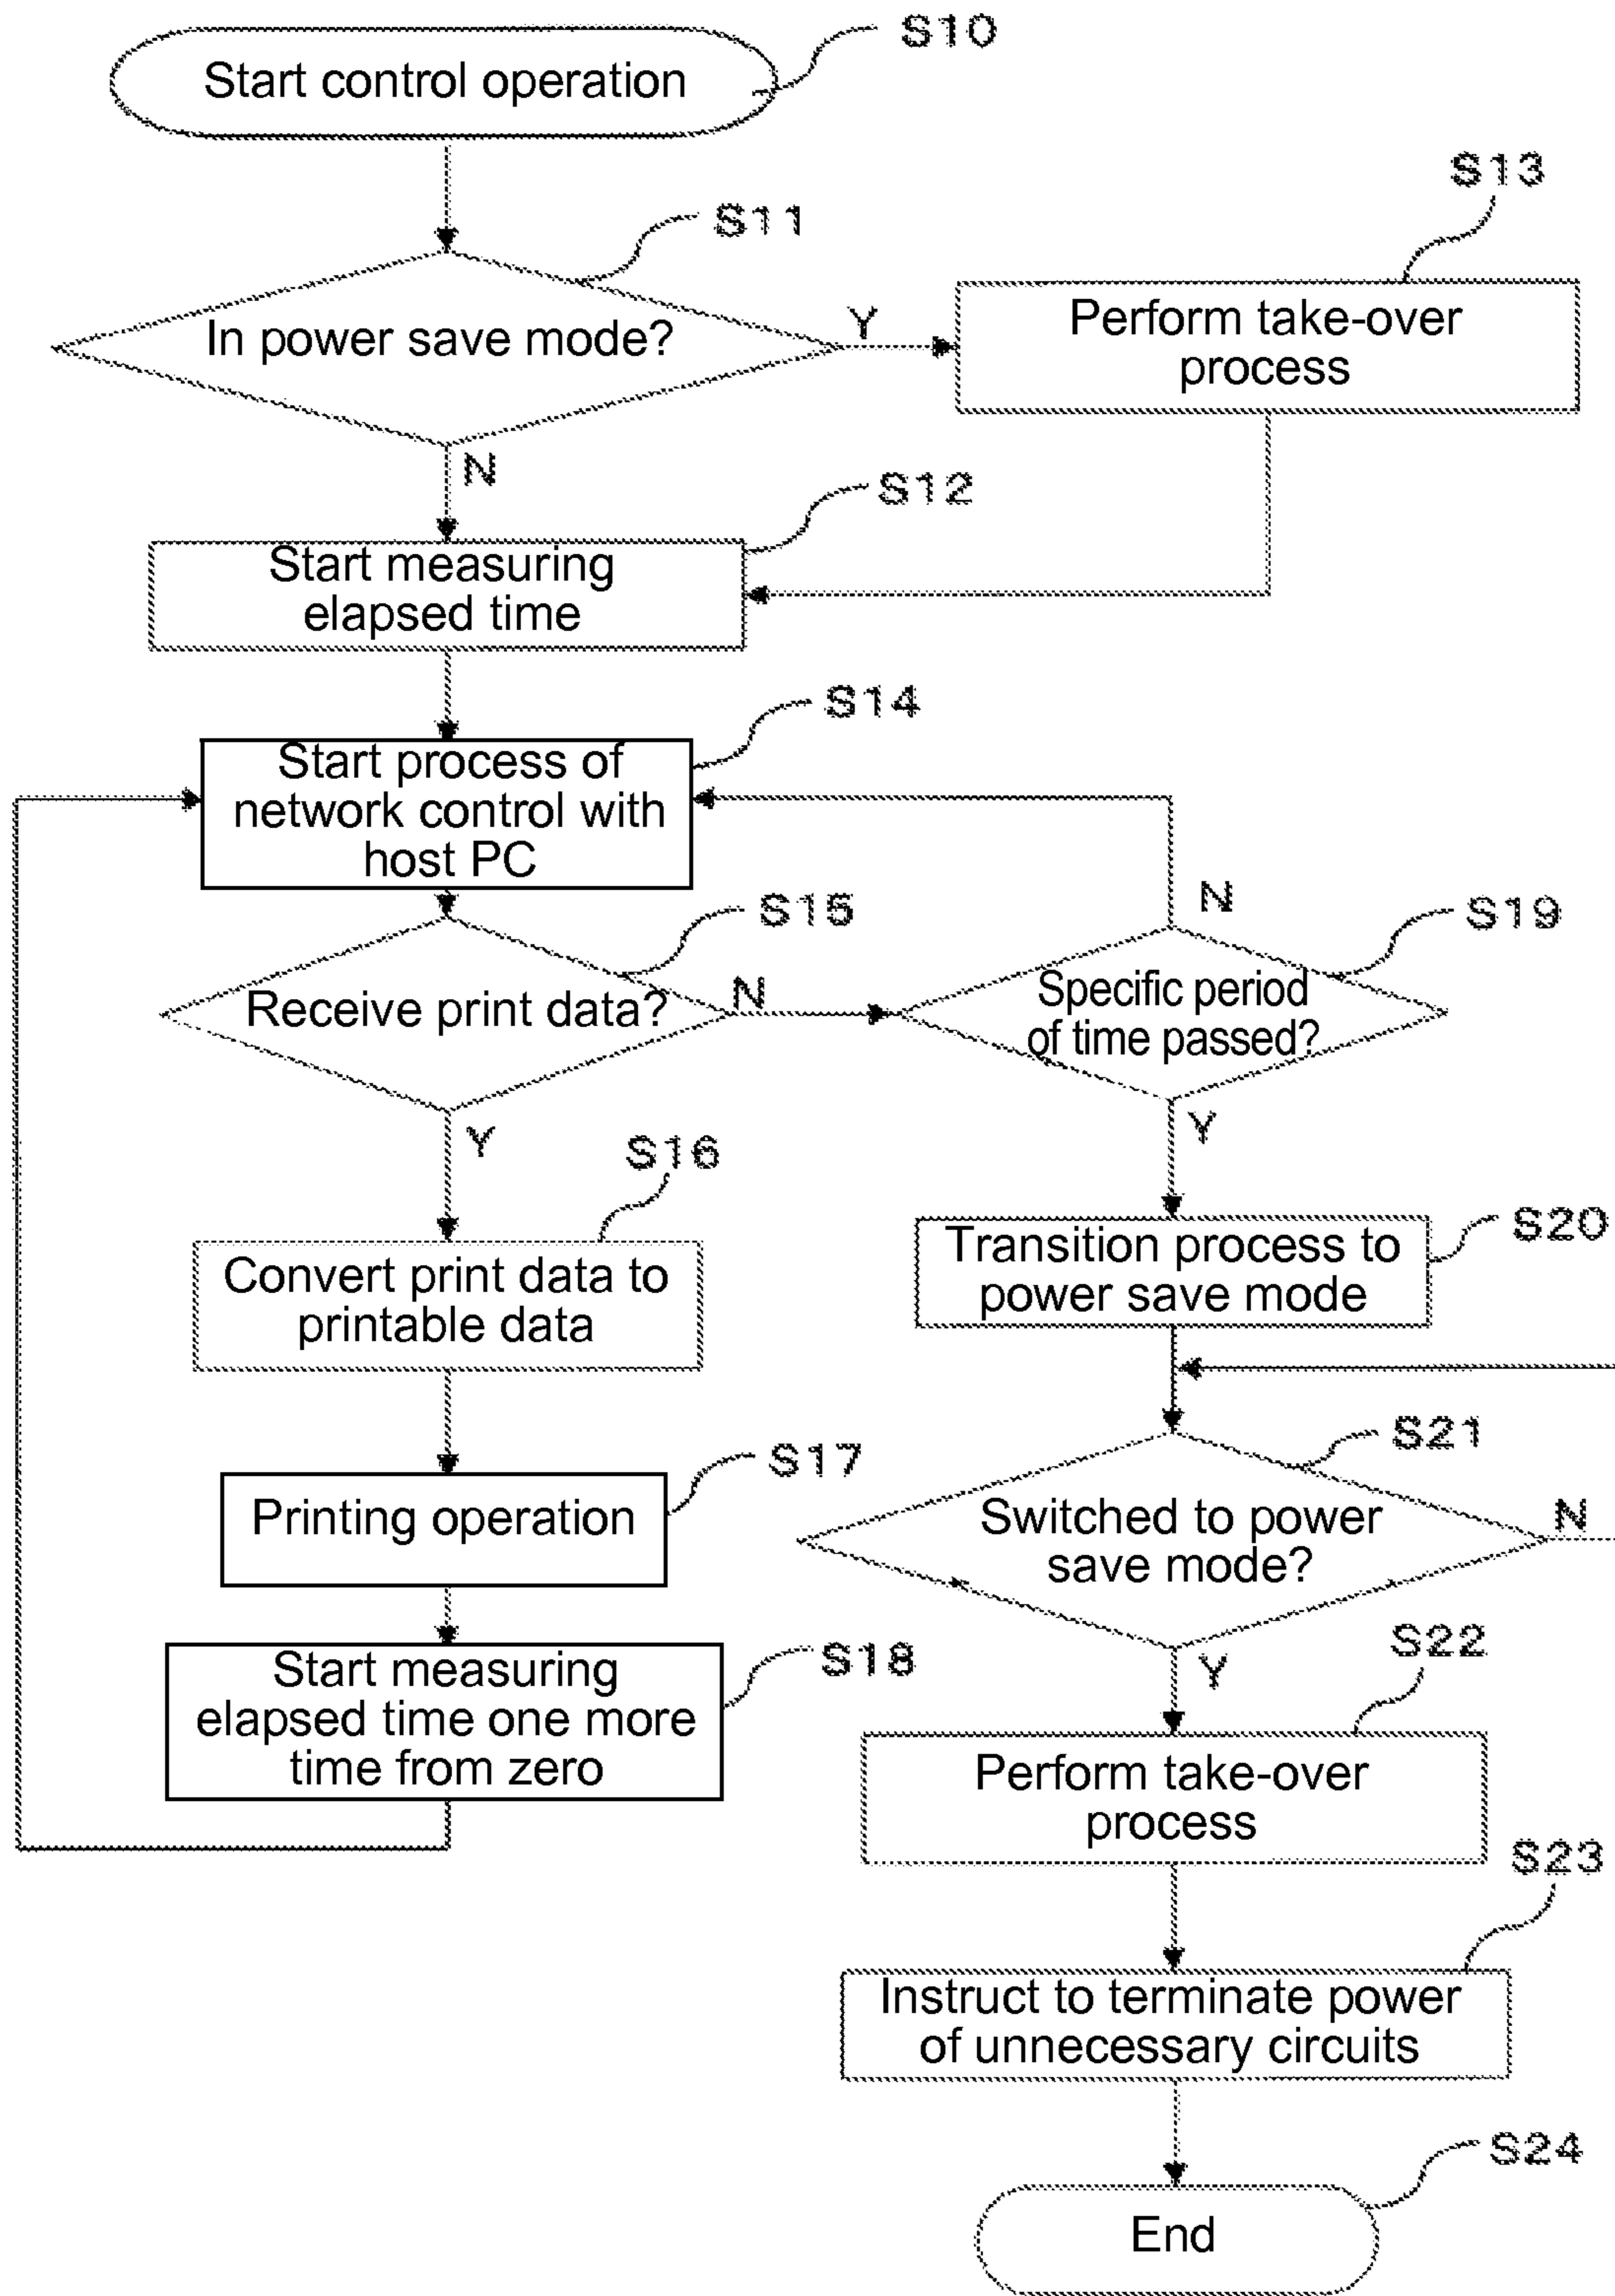 S10
Start control operation
S13
S11
In power save mode?
Y
Perform take-over
process
N
S12
Start measuring
elapsed time
S14
Start process of
network control with
host PC
N
S15
S19
Receive print data?
N
Specific period
of time passed?
Y
Y
S16
Convert print data to
printable data
Transition process to
power save mode
S20
S17
Printing operation
S21
Switched to power
save mode?
N
Y
S18
Start measuring
elapsed time one more
time from zero
S22
Perform take-over
process
S23
Instruct to terminate power
of unnecessary circuits
S24
End